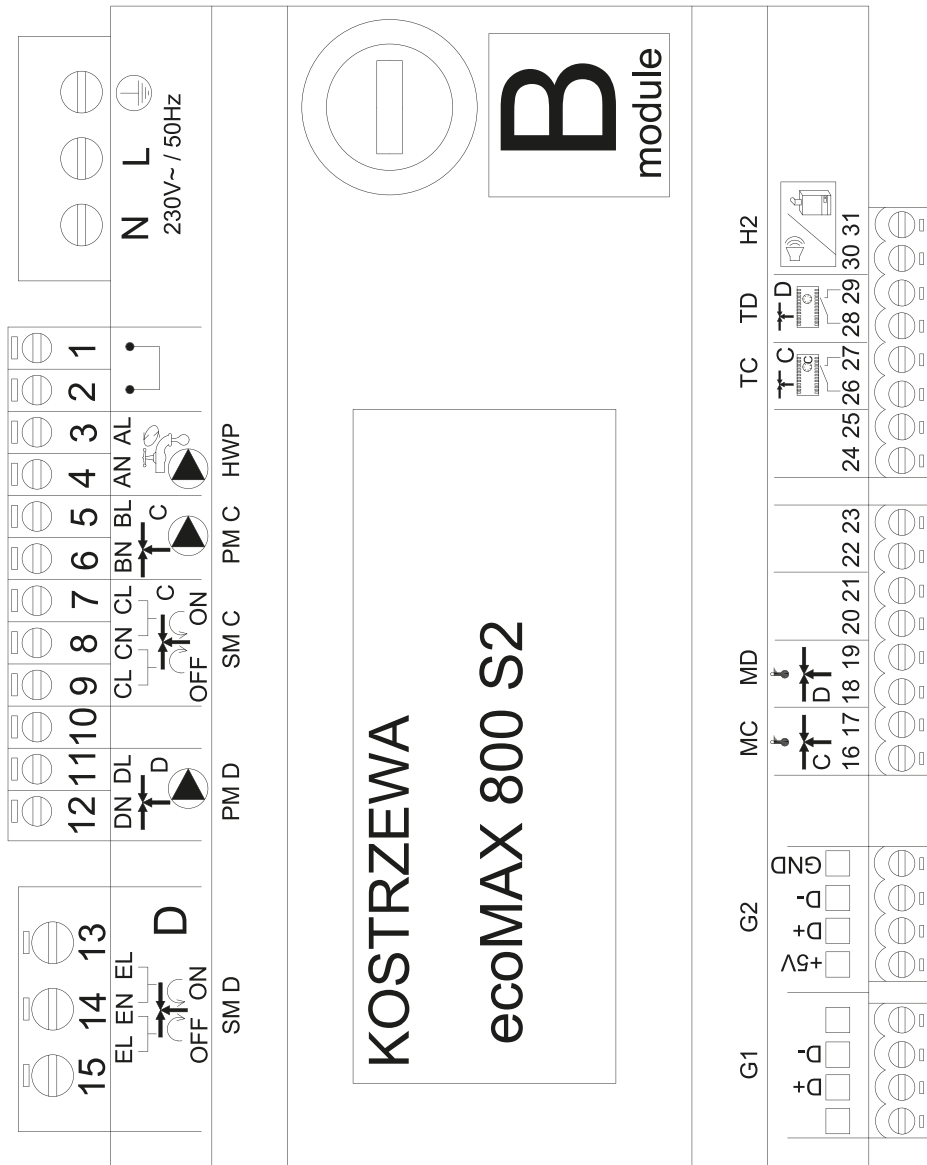 15 14 13 12 11 10 9 8 7 6 5 4 3 2 1
EL EN EL DN DL CL CN CL BN BL AN AL N L
D D C C
OFF ON OFF ON 230V~ / 50Hz
SM D PM D SM C PM C HWP
KOSTRZEWA
ecoMAX 800 S2
B
module
G1 G2 MC MD TC TD H2
D+ D- +5V D+ D- GND
C D
C D
C
16 17 18 19 20 21 22 23 24 25 26 27 28 29 30 31